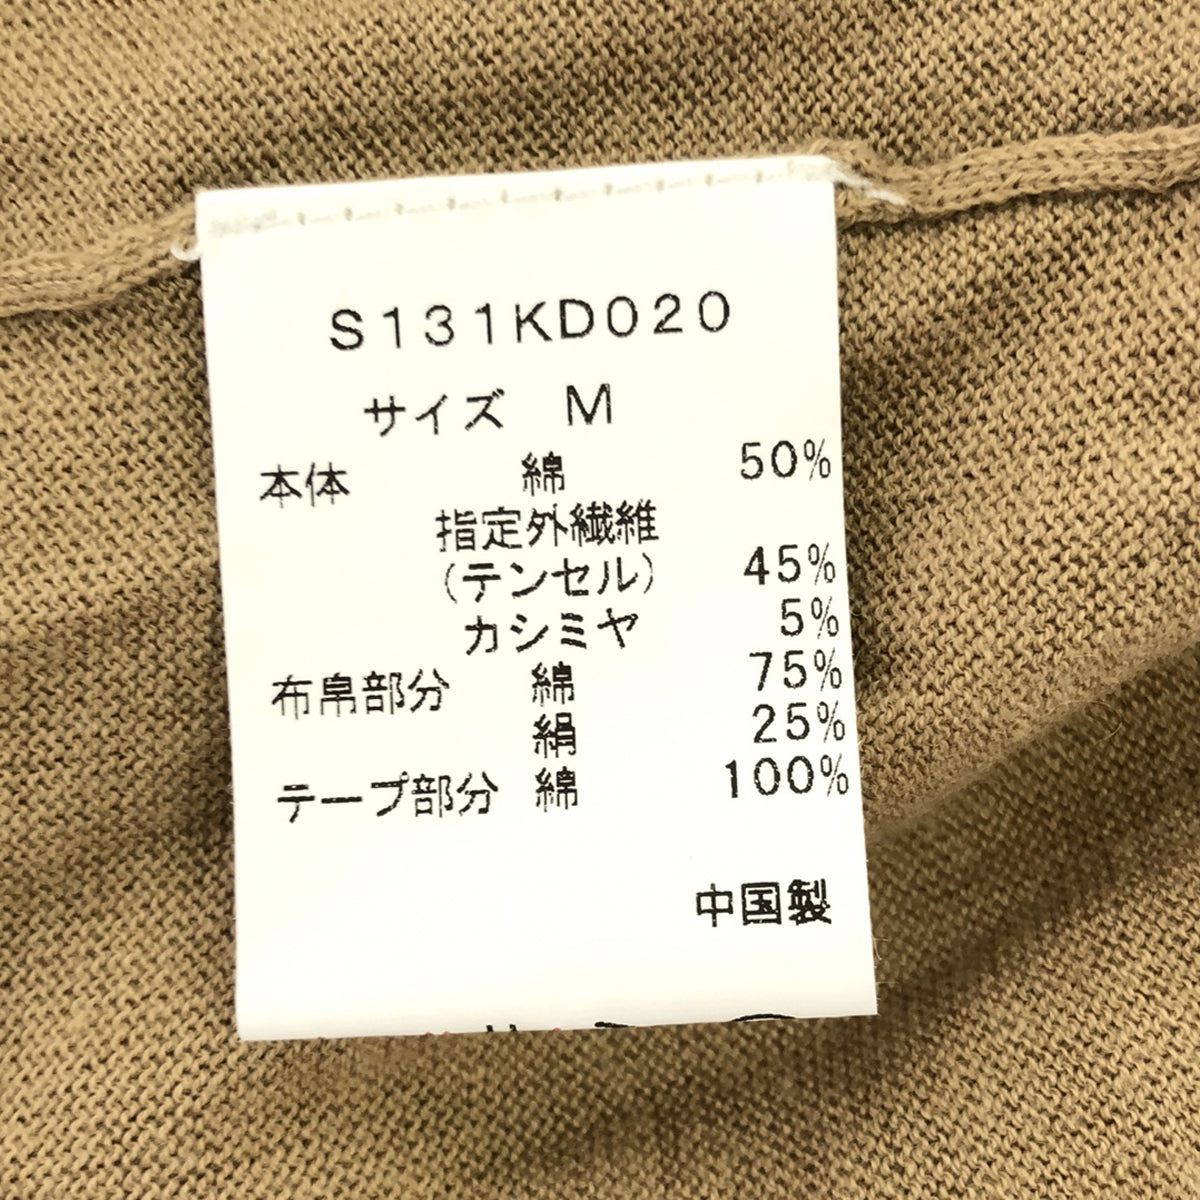 S131KD020
サイズ M
本体 綿 50%
指定外繊維
(テンセル) 45%
カシミヤ 5%
布帛部分 綿 75%
絹 25%
テープ部分 綿 100%
中国製